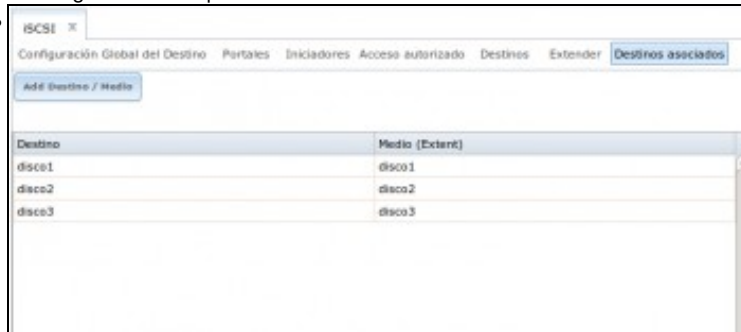 iSCSI
Configuración Global del Destino Portales Iniciadores Acceso autorizado Destinos Extender Destinos asociados
Add Destino / Medio
Destino Medio (Extent)
disco1 disco1
disco2 disco2
disco3 disco3